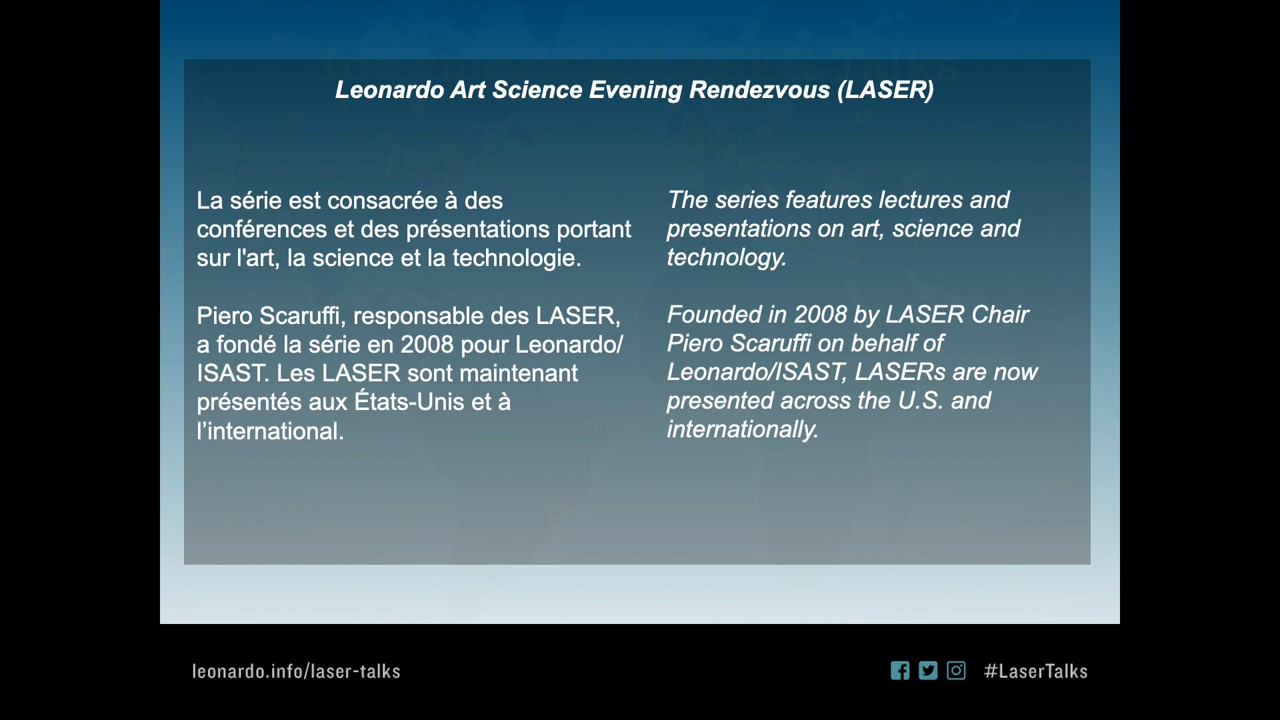 Leonardo Art Science Evening Rendezvous (LASER)
La série est consacrée à des
conférences et des présentations portant
sur l'art, la science et la technologie.
Piero Scaruffi, responsable des LASER,
a fondé la série en 2008 pour Leonardo/
ISAST. Les LASER sont maintenant
présentés aux États-Unis et à
l’international.
The series features lectures and
presentations on art, science and
technology.
Founded in 2008 by LASER Chair
Piero Scaruffi on behalf of
Leonardo/ISAST, LASERs are now
presented across the U.S. and
internationally.
leonardo.info/laser-talks
#LaserTalks